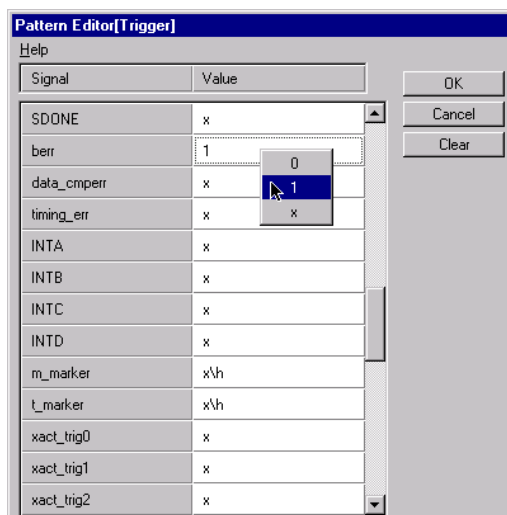 Pattern Editor[Trigger]
Help
Signal Value
OK
SDONE x
Cancel
berr 1
Clear
0
data_cmperr x
1
timing_err x
x
INTA x
INTB x
INTC x
INTD x
m_marker x\h
t_marker x\h
xact_trig0 x
xact_trig1 x
xact_trig2 x